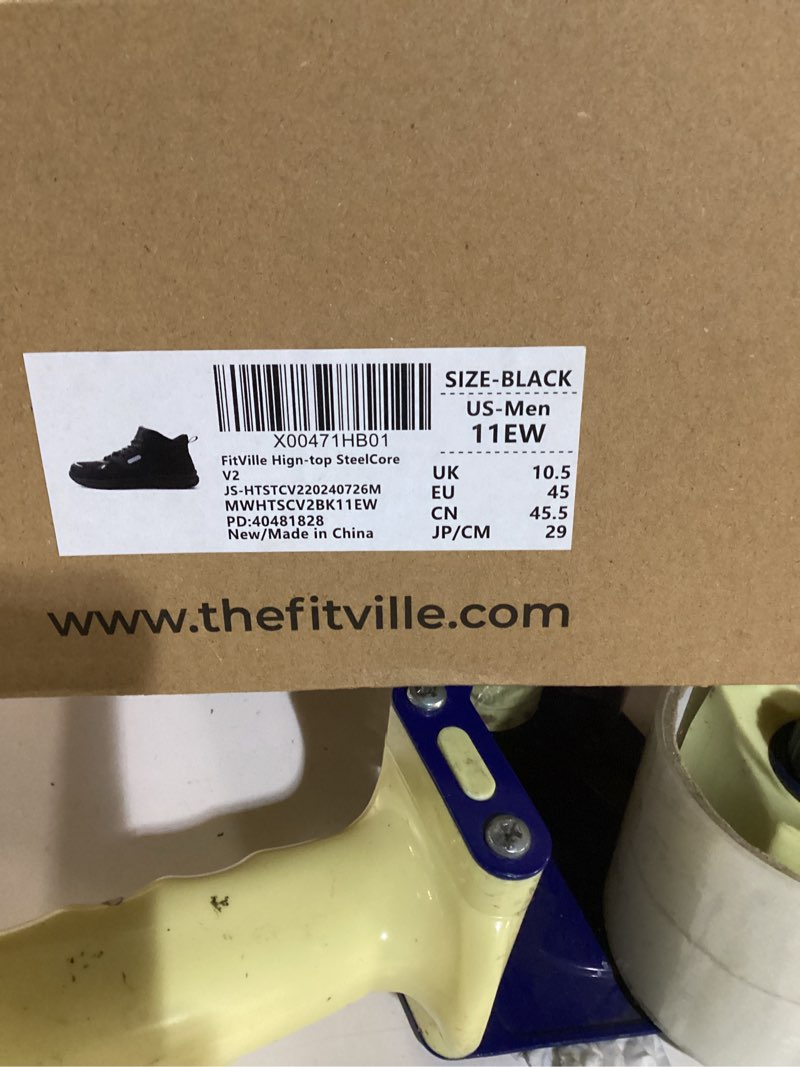 X00471HB01
FitVille Hign-top SteelCore
V2
JS-HTSTCV220240726M
MWHTSCV2BK11EW
PD:40481828
New/Made in China
SIZE-BLACK
US-Men
11EW
UK 10.5
EU 45
CN 45.5
JP/CM 29
www.thefitville.com